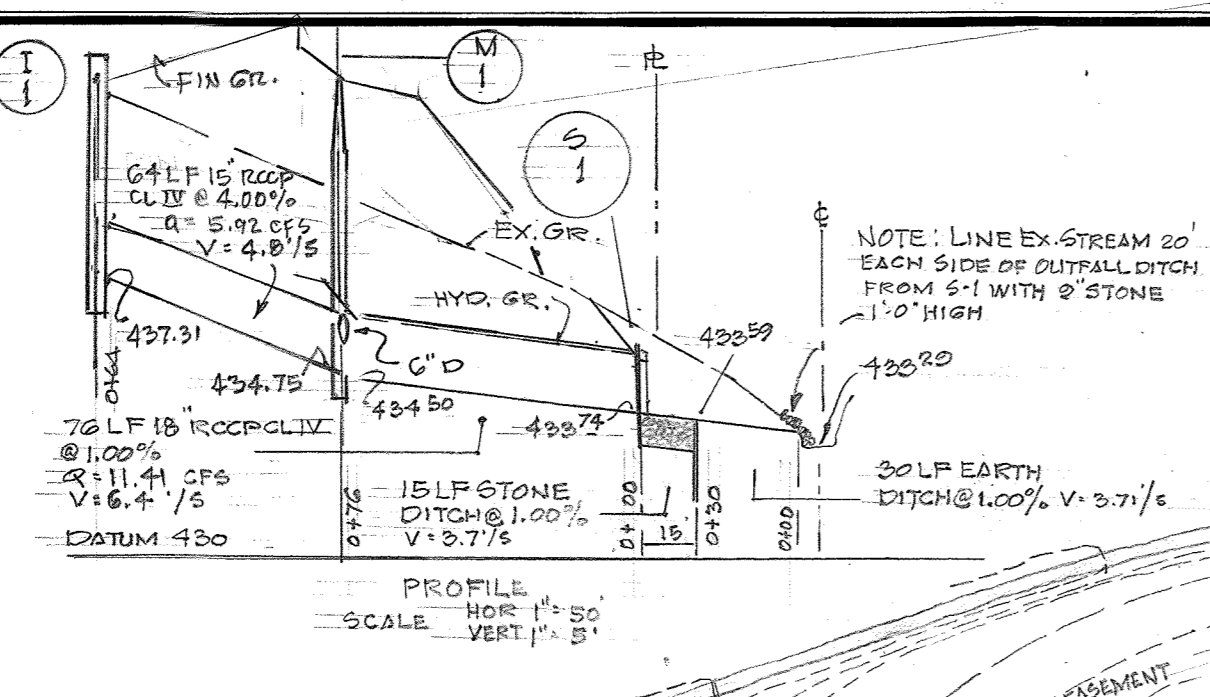 I
1
FIN GR.
M
1
PL
S
1
64 LF 15" RCCP
CL IV @ 4.00%
Q = 5.92 CFS
V = 4.8'/S
EX. GR.
HYD. GR.
CL
NOTE: LINE EX. STREAM 20'
EACH SIDE OF OUTFALL DITCH
FROM S-1 WITH 9" STONE
1'-0" HIGH
437.31
0+64
434.75
6" D
434 50
433 59
433 29
433 74
76 LF 18" RCCP CL IV
@ 1.00%
Q = 11.41 CFS
V = 6.4 '/S
DATUM 430
0+76
15 LF STONE
DITCH @ 1.00%
V = 3.7'/S
0+00
15'
0+30
0+00
30 LF EARTH
DITCH @ 1.00% V = 3.71'/S
PROFILE
SCALE HOR 1" = 50'
VERT 1" = 5'
EASEMENT